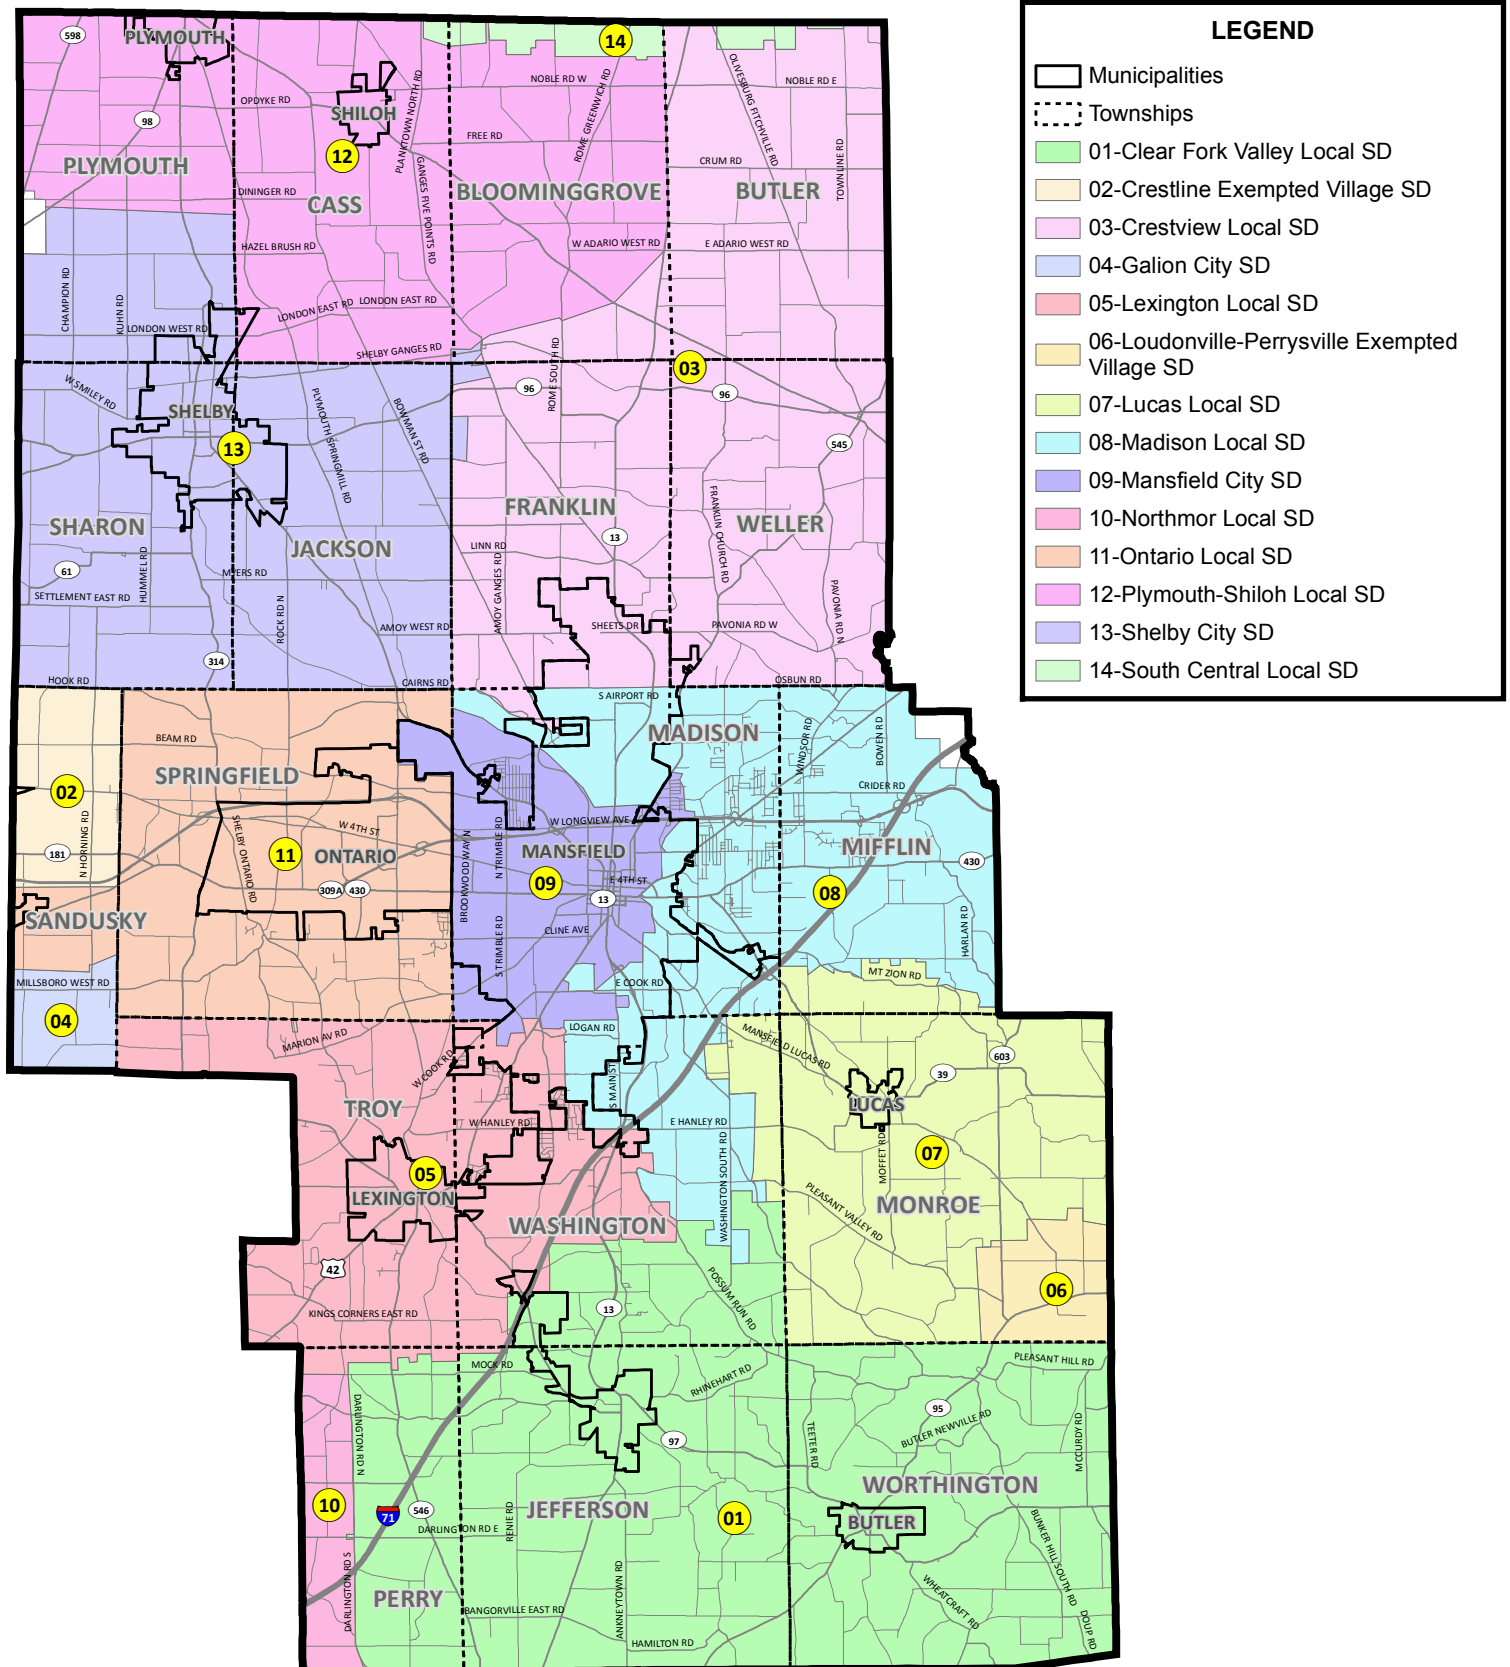 LEGEND
Municipalities
Townships
01-Clear Fork Valley Local SD
02-Crestline Exempted Village SD
03-Crestview Local SD
04-Galion City SD
05-Lexington Local SD
06-Loudonville-Perrysville Exempted
Village SD
07-Lucas Local SD
08-Madison Local SD
09-Mansfield City SD
10-Northmor Local SD
11-Ontario Local SD
12-Plymouth-Shiloh Local SD
13-Shelby City SD
14-South Central Local SD
598
PLYMOUTH
14
OLIVESBURG FITCHVILLE RD
NOBLE RD W
NOBLE RD E
PLANKTOWN NORTH RD
ROME GREENWICH RD
OPDYKE RD
SHILOH
98
FREE RD
12
CRUM RD
TOWNLINE RD
PLYMOUTH
CASS
BLOOMINGGROVE
BUTLER
DININGER RD
GANGES FIVE POINTS RD
HAZEL BRUSH RD
W ADARIO WEST RD
E ADARIO WEST RD
CHAMPION RD
KUHN RD
LONDON EAST RD
LONDON EAST RD
LONDON WEST RD
SHELBY GANGES RD
ROME SOUTH RD
03
W SMILEY RD
96
96
SHELBY
PLYMOUTH SPRINGMILL RD
BOWMAN ST RD
13
545
SHARON
FRANKLIN
WELLER
FRANKLIN CHURCH RD
JACKSON
13
LINN RD
61
HUMMEL RD
MYERS RD
AMOY GANGES RD
SETTLEMENT EAST RD
ROCK RD N
AMOY WEST RD
SHEETS DR
PAVONIA RD W
PAVONIA RD N
314
HOOK RD
CAIRNS RD
OSBUN RD
S AIRPORT RD
BEAM RD
MADISON
WINDSOR RD
BOWEN RD
SPRINGFIELD
02
CRIDER RD
N HORNING RD
SHELBY ONTARIO RD
W 4TH ST
W LONGVIEW AVE
BROOKWOOD WAY N
N TRIMBLE RD
181
11
ONTARIO
MANSFIELD
MIFFLIN
430
309A
430
09
E 4TH ST
08
13
SANDUSKY
S TRIMBLE RD
CLINE AVE
HARLAN RD
MILLSBORO WEST RD
E COOK RD
MT ZION RD
04
MARION AV RD
LOGAN RD
MANSFIELD LUCAS RD
603
W COOK RD
S MAIN ST
39
TROY
LUCAS
W HANLEY RD
E HANLEY RD
MOFFET RD
07
05
WASHINGTON SOUTH RD
LEXINGTON
PLEASANT VALLEY RD
MONROE
WASHINGTON
42
POSSUM RUN RD
06
KINGS CORNERS EAST RD
13
MOCK RD
PLEASANT HILL RD
RHINEHART RD
DARLINGTON RD N
95
TEETER RD
BUTLER NEWVILLE RD
MCCURDY RD
97
WORTHINGTON
10
71
546
JEFFERSON
01
BUTLER
DARLINGTON RD E
RENIE RD
BUNKER HILL SOUTH RD
DARLINGTON RD S
PERRY
ANKNEYTOWN RD
WHEATCRAFT RD
BANGORVILLE EAST RD
DOUP RD
HAMILTON RD